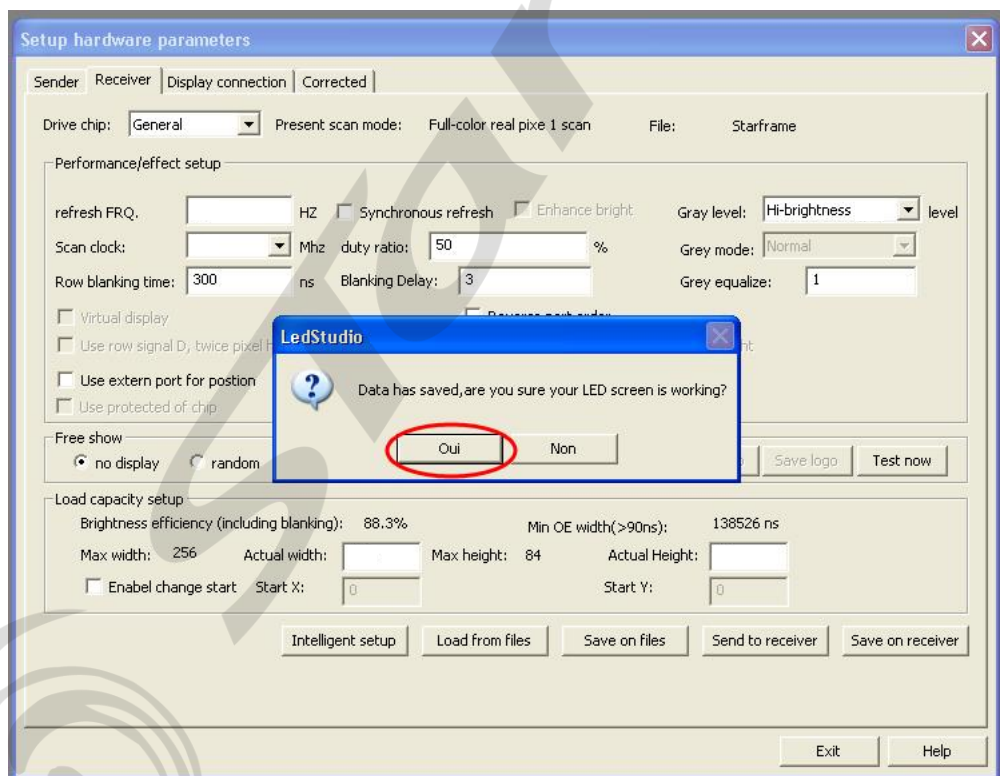 Setup hardware parameters
Sender Receiver Display connection Corrected
Drive chip: General Present scan mode: Full-color real pixe 1 scan File: Starframe
Performance/effect setup
refresh FRQ. HZ Synchronous refresh Enhance bright Gray level: Hi-brightness level
Scan clock: Mhz duty ratio: 50 % Grey mode: Normal
Row blanking time: 300 ns Blanking Delay: 3 Grey equalize: 1
Virtual display
Use row signal D, twice pixel
LedStudio
Use extern port for postion
Data has saved,are you sure your LED screen is working?
Use protected of chip
Oui Non
Free show
no display random Save logo Test now
Load capacity setup
Brightness efficiency (including blanking): 88.3% Min OE width(>90ns): 138526 ns
Max width: 256 Actual width: Max height: 84 Actual Height:
Enabel change start Start X: 0 Start Y: 0
Intelligent setup Load from files Save on files Send to receiver Save on receiver
Exit Help